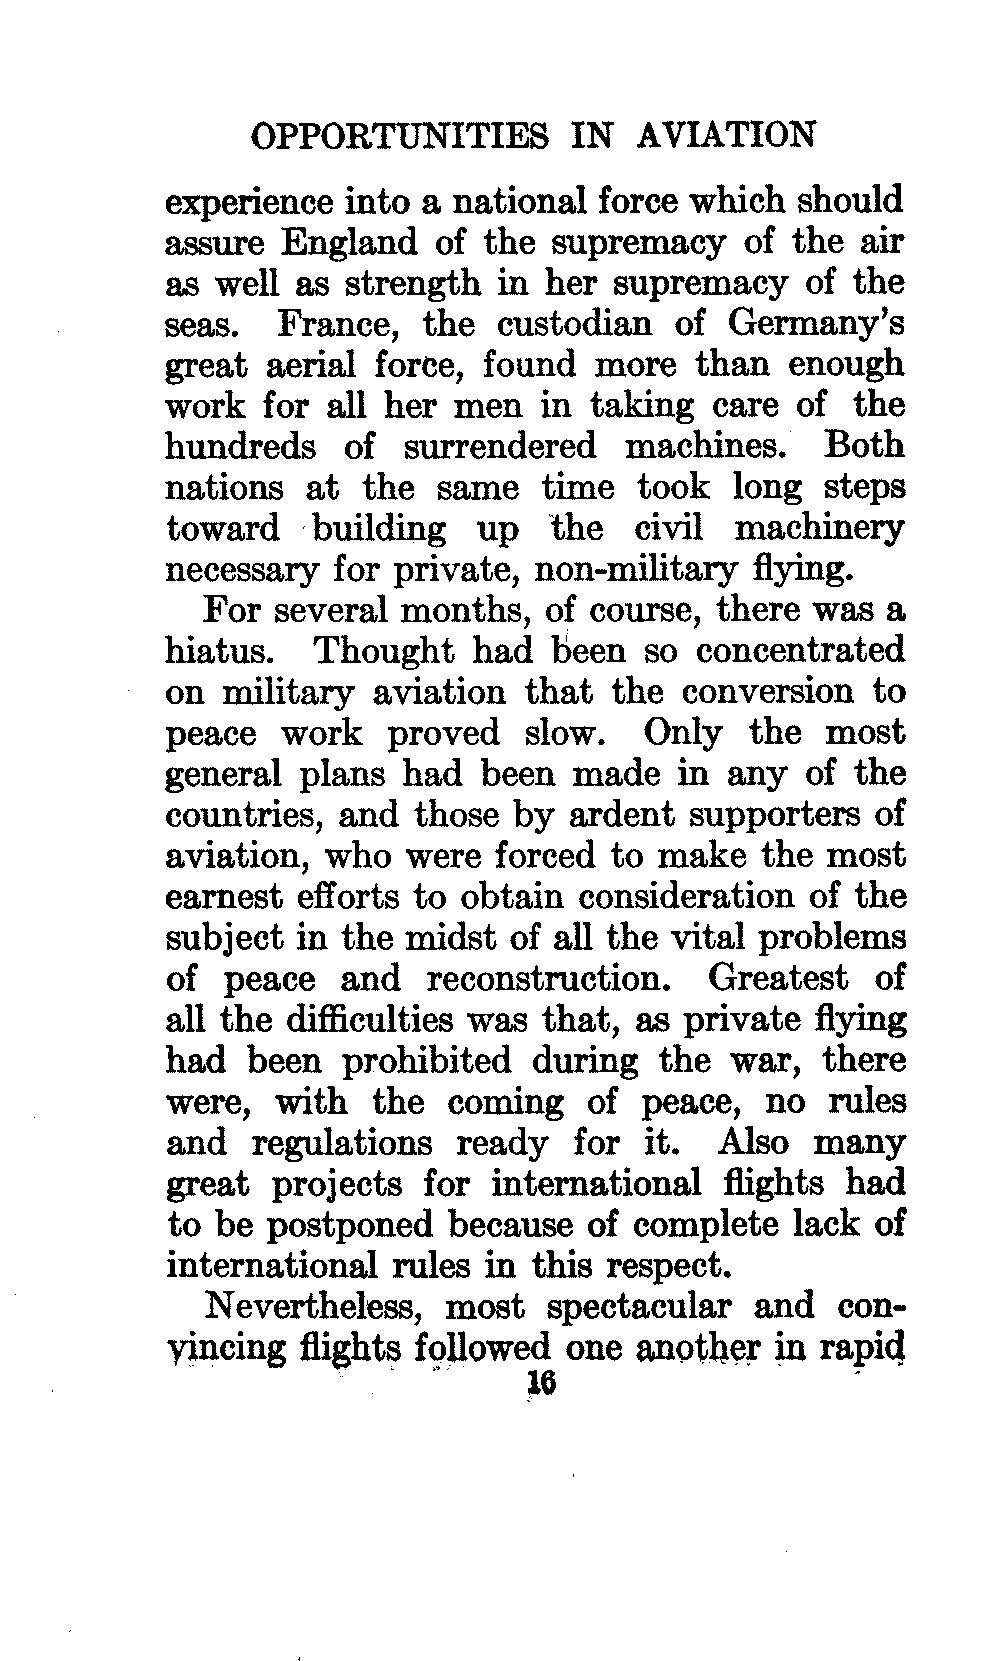 OPPORTUNITIES IN AVIATION
experience into a national force which should
assure England of the supremacy of the air
as well as strength in her supremacy of the
seas. France, the custodian of Germany's
great aerial force, found more than enough
work for all her men in taking care of the
hundreds of surrendered machines. Both
nations at the same time took long steps
toward building up the civil machinery
necessary for private, non-military flying.
For several months, of course, there was a
hiatus. Thought had been so concentrated
on military aviation that the conversion to
peace work proved slow. Only the most
general plans had been made in any of the
countries, and those by ardent supporters of
aviation, who were forced to make the most
earnest efforts to obtain consideration of the
subject in the midst of all the vital problems
of peace and reconstruction. Greatest of
all the difficulties was that, as private flying
had been prohibited during the war, there
were, with the coming of peace, no rules
and regulations ready for it. Also many
great projects for international flights had
to be postponed because of complete lack of
international rules in this respect.
Nevertheless, most spectacular and con-
vincing flights followed one another in rapid
16